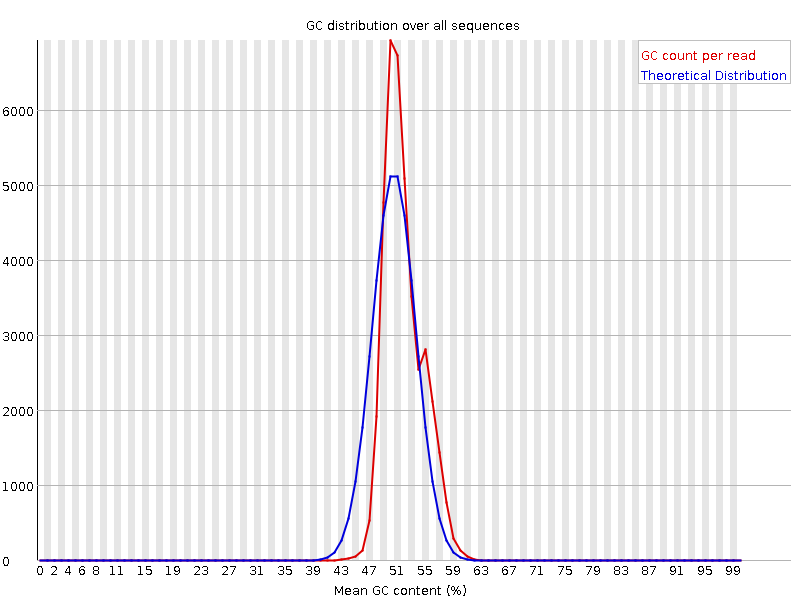 GC distribution over all sequences
GC count per read
Theoretical Distribution
6000
5000
4000
3000
2000
1000
0
0 2 4 6 8 11 15 19 23 27 31 35 39 43 47 51 55 59 63 67 71 75 79 83 87 91 95 99
Mean GC content (%)